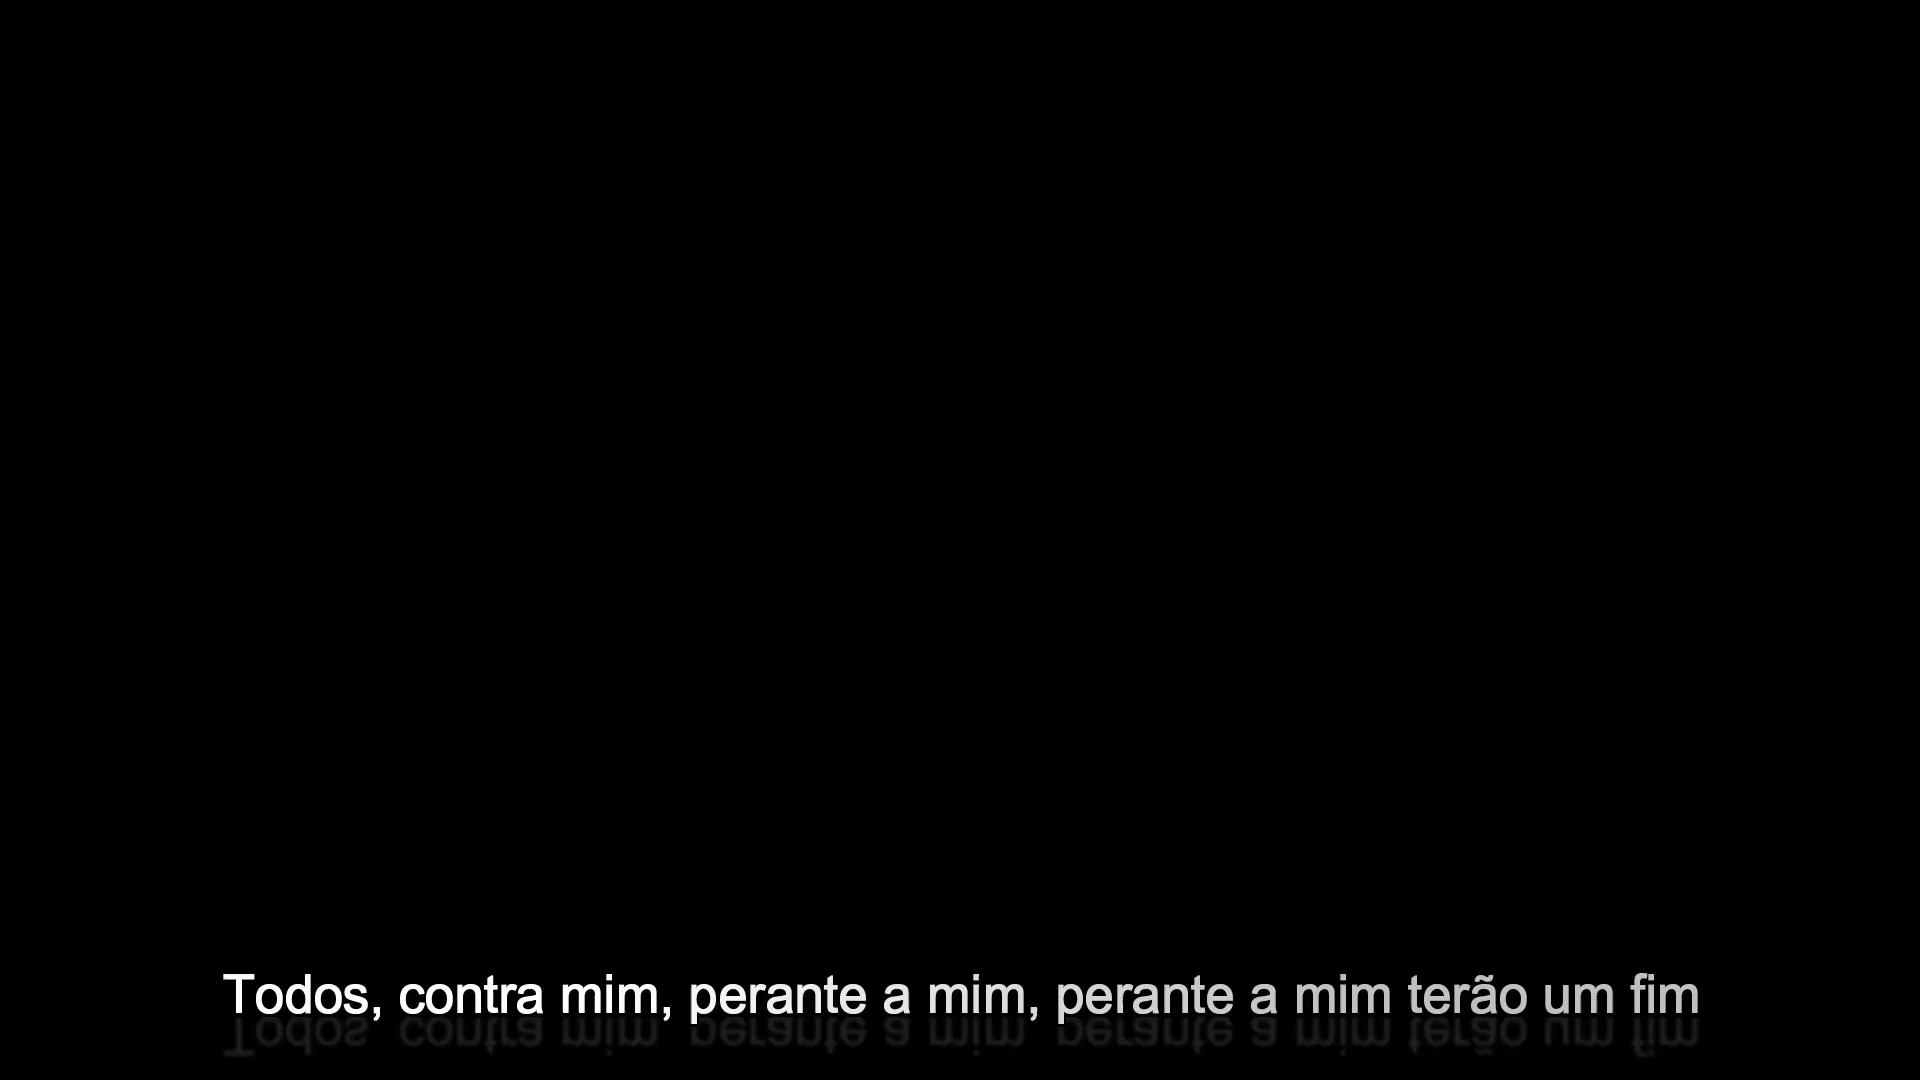 Todos, contra mim, perante a mim, perante a mim terão um fim